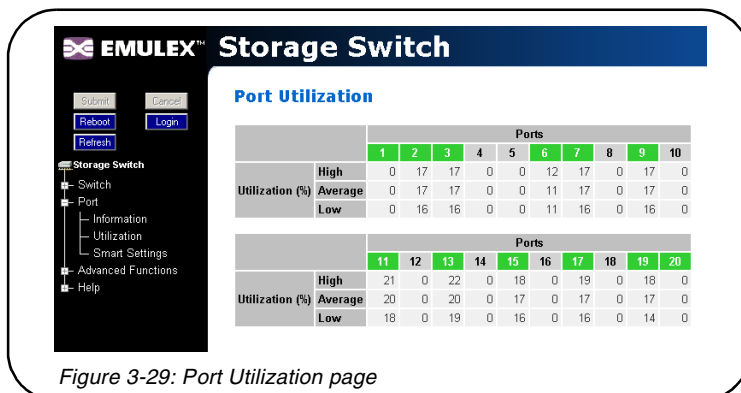 EMULEX™ Storage Switch
Submit Cancel
Reboot Login
Refresh
Storage Switch
Switch
Port
Information
Utilization
Smart Settings
Advanced Functions
Help
Port Utilization
Ports
1 2 3 4 5 6 7 8 9 10
Utilization (%) High 0 17 17 0 0 12 17 0 17 0
Average 0 17 17 0 0 11 17 0 17 0
Low 0 16 16 0 0 11 16 0 16 0
Ports
11 12 13 14 15 16 17 18 19 20
Utilization (%) High 21 0 22 0 18 0 19 0 18 0
Average 20 0 20 0 17 0 17 0 17 0
Low 18 0 19 0 16 0 16 0 14 0
Figure 3-29: Port Utilization page